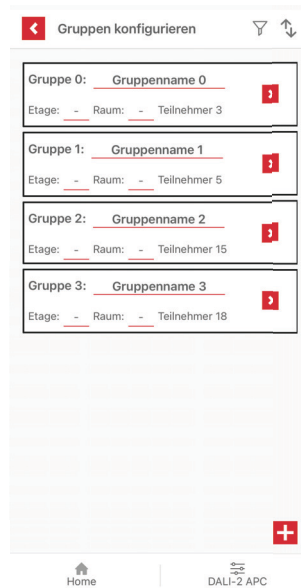 Gruppen konfigurieren
Gruppe 0: Gruppenname 0
Etage: - Raum: - Teilnehmer 3
Gruppe 1: Gruppenname 1
Etage: - Raum: - Teilnehmer 5
Gruppe 2: Gruppenname 2
Etage: - Raum: - Teilnehmer 15
Gruppe 3: Gruppenname 3
Etage: - Raum: - Teilnehmer 18
Home DALI-2 APC